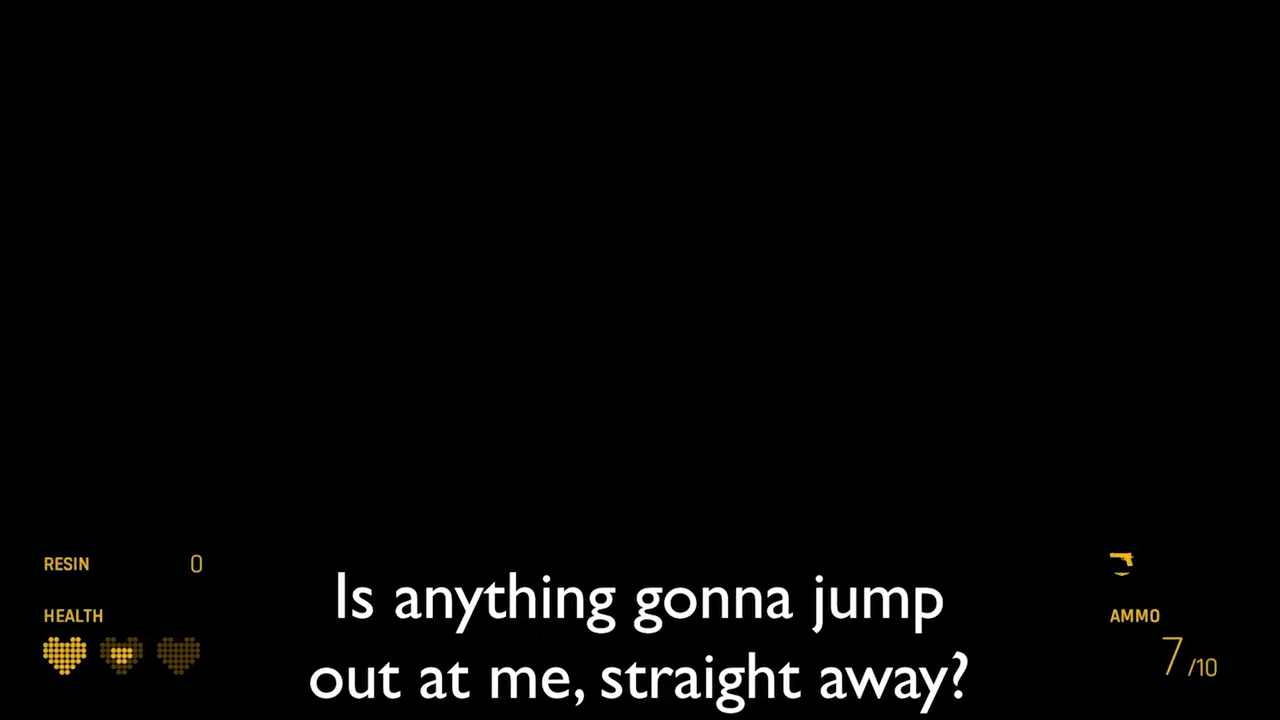 RESIN 0
HEALTH
Is anything gonna jump
out at me, straight away?
AMMO
7/10